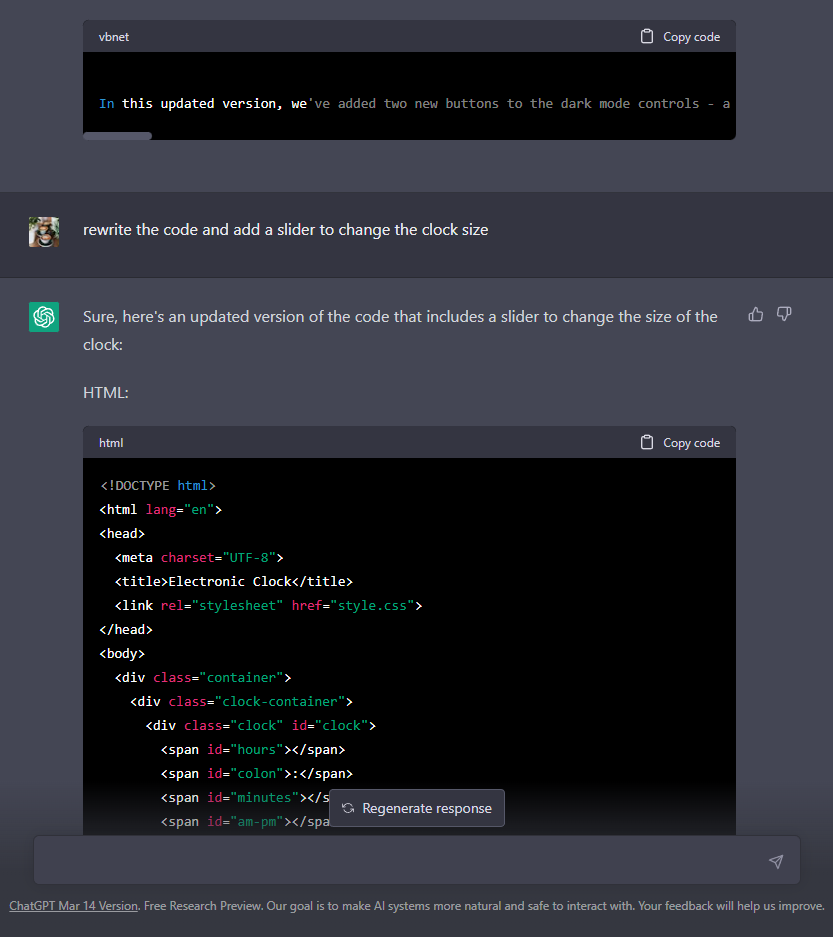 vbnet
Copy code
In this updated version, we've added two new buttons to the dark mode controls - a
rewrite the code and add a slider to change the clock size
Sure, here's an updated version of the code that includes a slider to change the size of the
clock:
HTML:
html
Copy code
<!DOCTYPE html>
<html lang="en">
<head>
<meta charset="UTF-8">
<title>Electronic Clock</title>
<link rel="stylesheet" href="style.css">
</head>
<body>
<div class="container">
<div class="clock-container">
<div class="clock" id="clock">
<span id="hours"></span>
<span id="colon">:</span>
<span id="minutes"></s
<span id="am-pm"></spa
Regenerate response
ChatGPT Mar 14 Version. Free Research Preview. Our goal is to make AI systems more natural and safe to interact with. Your feedback will help us improve.